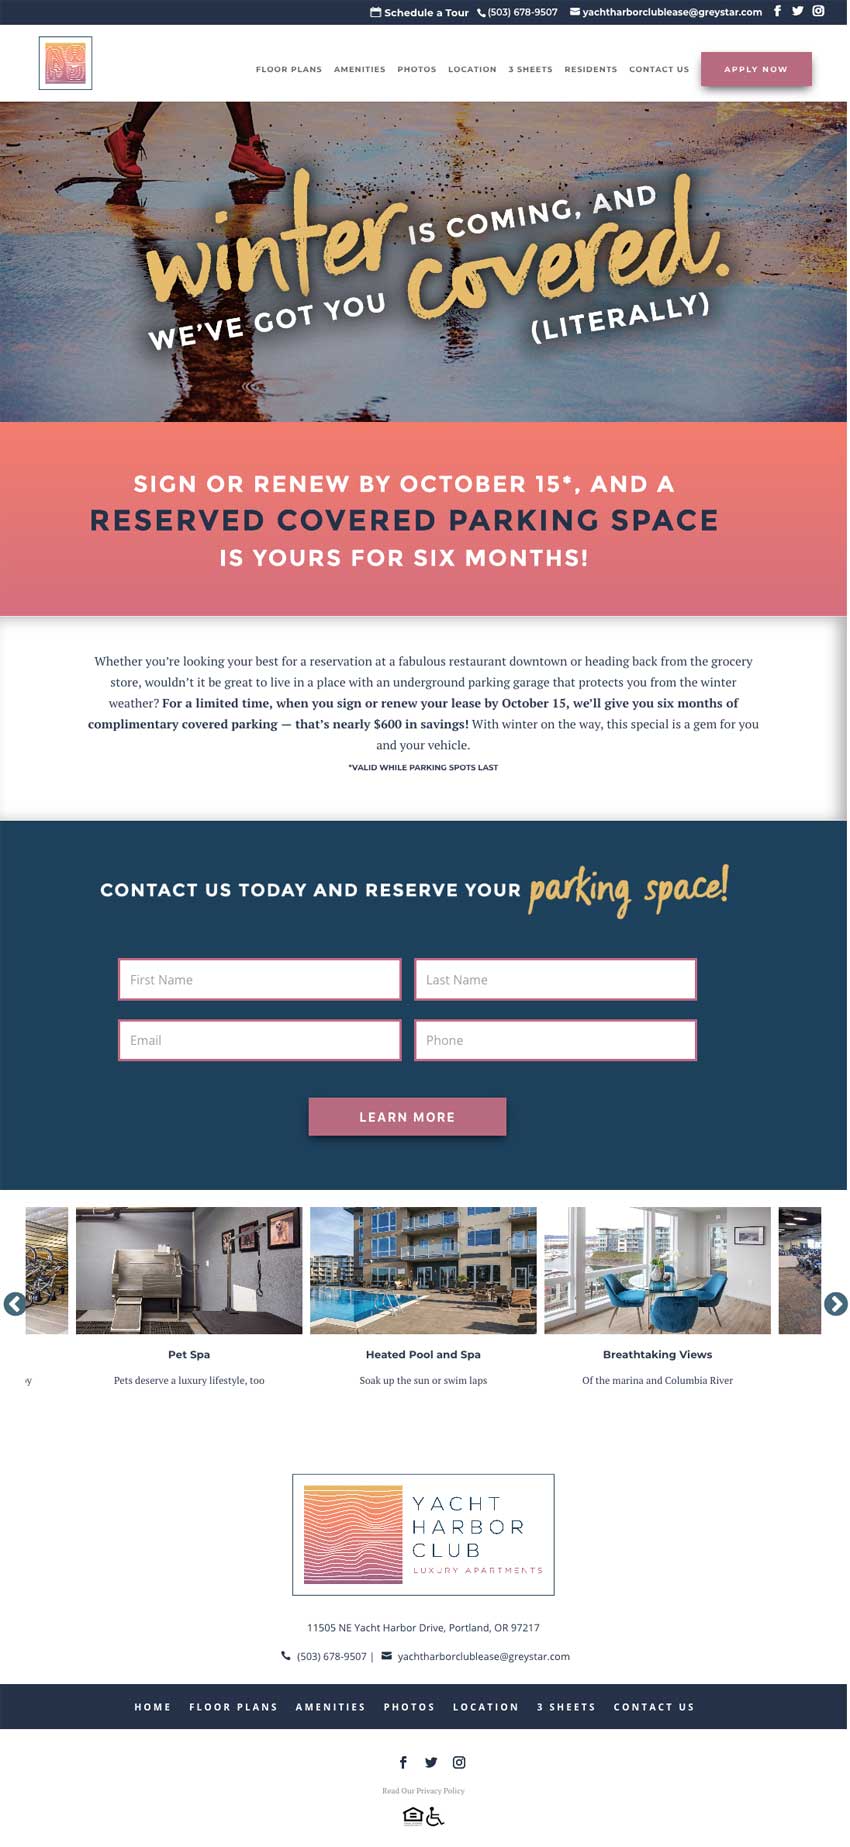 Schedule a Tour (503) 678-9507 yachtharborclublease@greystar.com
FLOOR PLANS AMENITIES PHOTOS LOCATION 3 SHEETS RESIDENTS CONTACT US APPLY NOW
winter IS COMING, AND
WE'VE GOT YOU covered.
(LITERALLY)
SIGN OR RENEW BY OCTOBER 15*, AND A
RESERVED COVERED PARKING SPACE
IS YOURS FOR SIX MONTHS!
Whether you're looking your best for a reservation at a fabulous restaurant downtown or heading back from the grocery
store, wouldn't it be great to live in a place with an underground parking garage that protects you from the winter
weather? For a limited time, when you sign or renew your lease by October 15, we'll give you six months of
complimentary covered parking — that's nearly $600 in savings! With winter on the way, this special is a gem for you
and your vehicle.
*VALID WHILE PARKING SPOTS LAST
CONTACT US TODAY AND RESERVE YOUR parking space!
First Name Last Name
Email Phone
LEARN MORE
Pet Spa Heated Pool and Spa Breathtaking Views
Pets deserve a luxury lifestyle, too Soak up the sun or swim laps Of the marina and Columbia River
YACHT
HARBOR
CLUB
LUXURY APARTMENTS
11505 NE Yacht Harbor Drive, Portland, OR 97217
(503) 678-9507 | yachtharborclublease@greystar.com
HOME FLOOR PLANS AMENITIES PHOTOS LOCATION 3 SHEETS CONTACT US
Read Our Privacy Policy